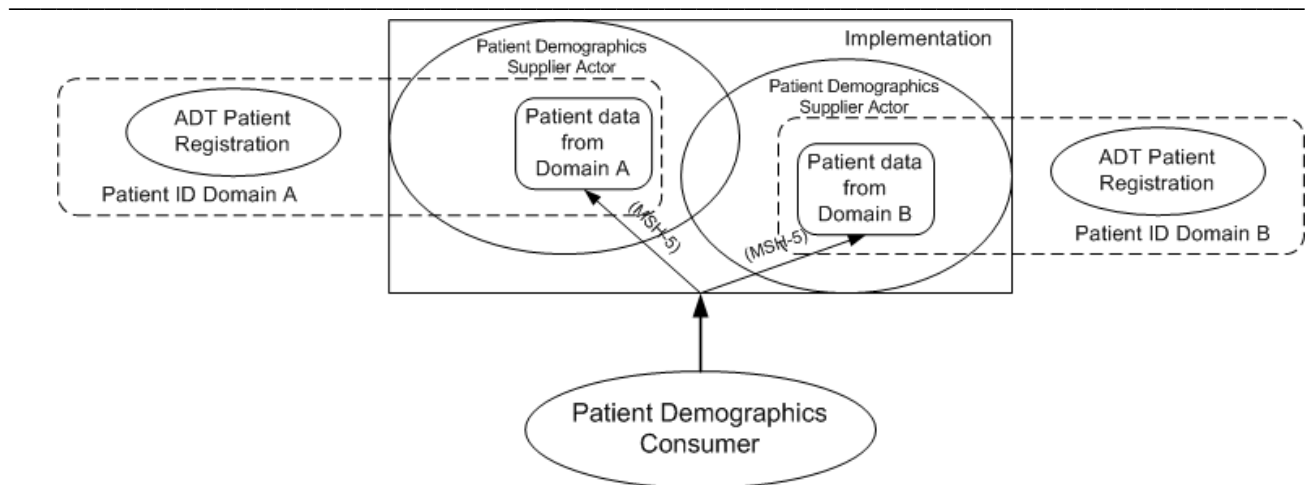 Implementation
Patient Demographics
Supplier Actor
Patient Demographics
Supplier Actor
ADT Patient
Registration
Patient ID Domain A
Patient data
from
Domain A
Patient data
from
Domain B
ADT Patient
Registration
Patient ID Domain B
(MSH-5)
(MSH-5)
Patient Demographics
Consumer